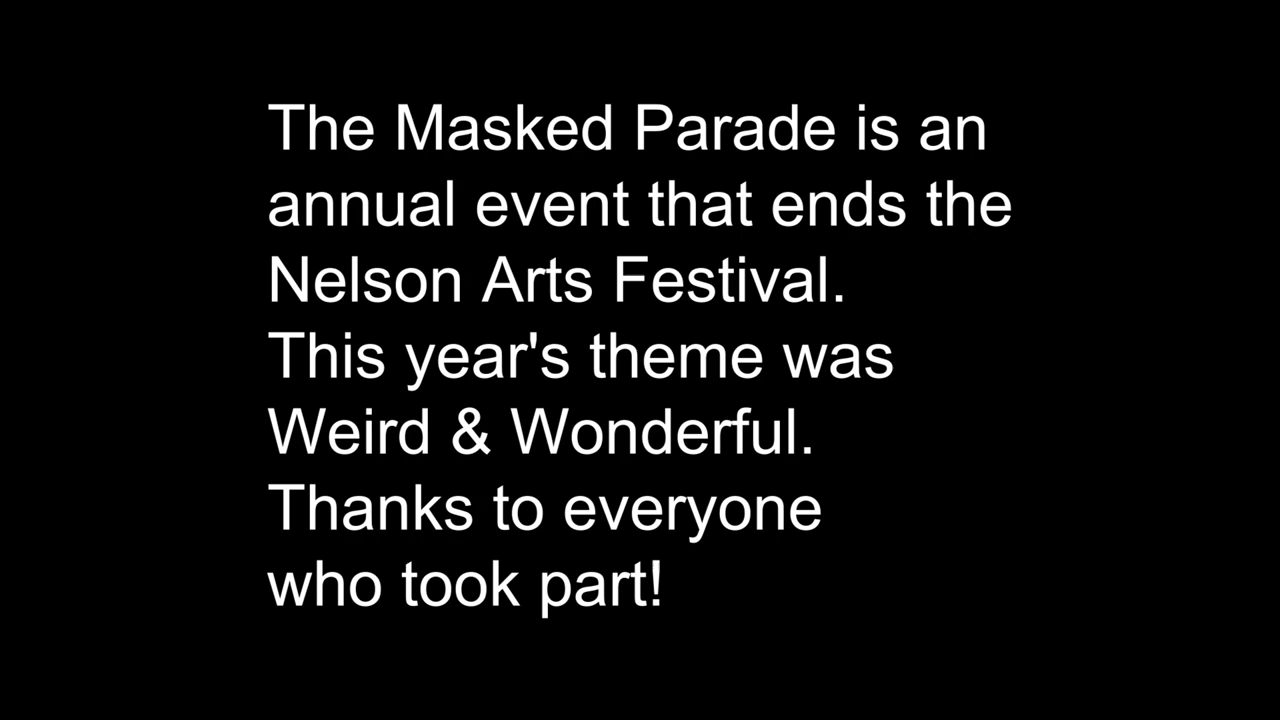 The Masked Parade is an
annual event that ends the
Nelson Arts Festival.
This year's theme was
Weird & Wonderful.
Thanks to everyone
who took part!